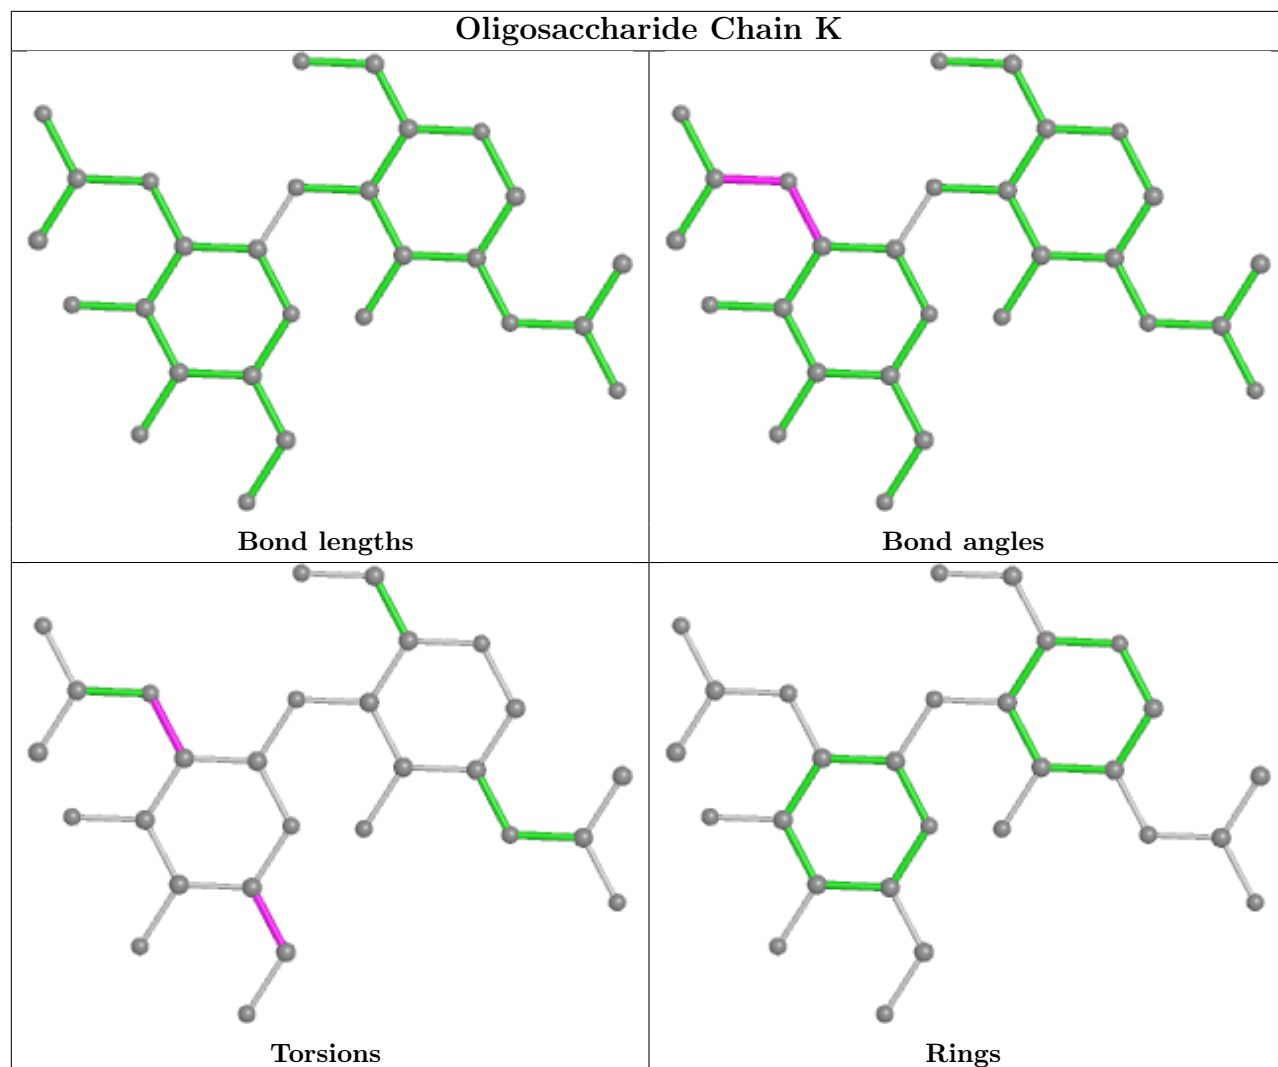 Oligosaccharide Chain K
Bond lengths
Bond angles
Torsions
Rings